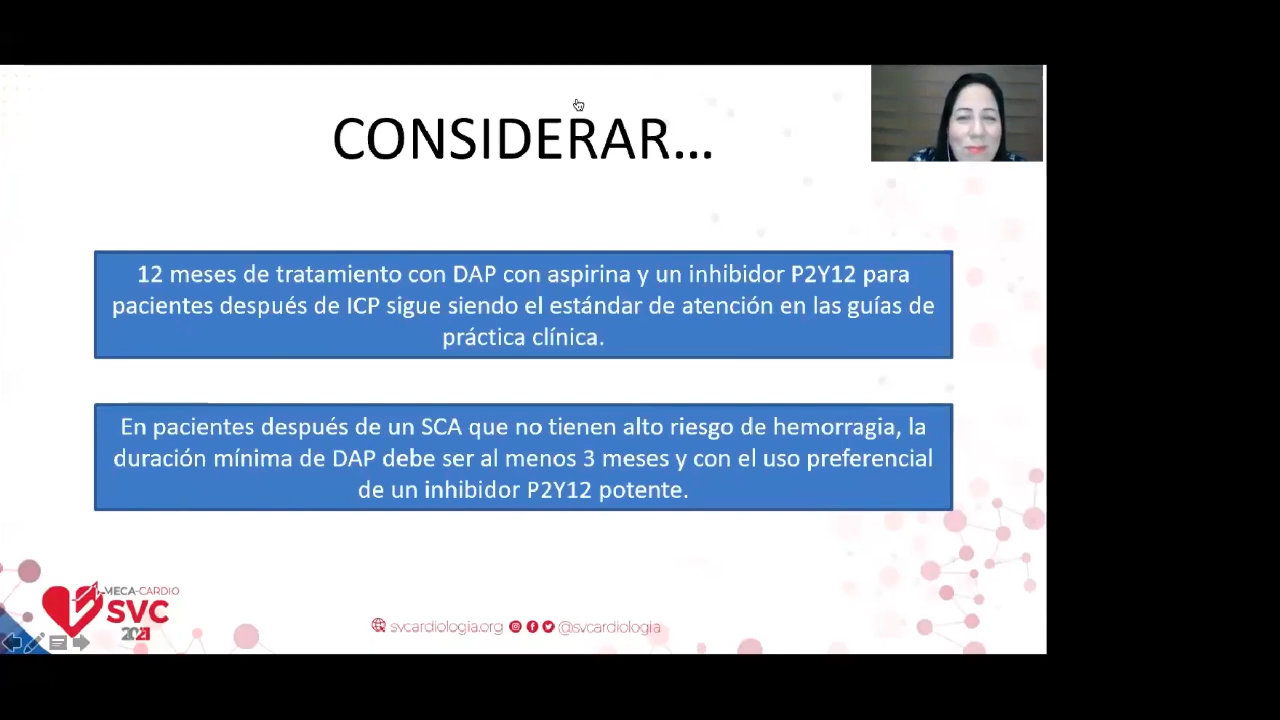 CONSIDERAR...
12 meses de tratamiento con DAP con aspirina y un inhibidor P2Y12 para
pacientes después de ICP sigue siendo el estándar de atención en las guías de
práctica clínica.
En pacientes después de un SCA que no tienen alto riesgo de hemorragia, la
duración mínima de DAP debe ser al menos 3 meses y con el uso preferencial
de un inhibidor P2Y12 potente.
MECA-CARDIO
SVC
2021
svcardiologia.org @svcardiologia